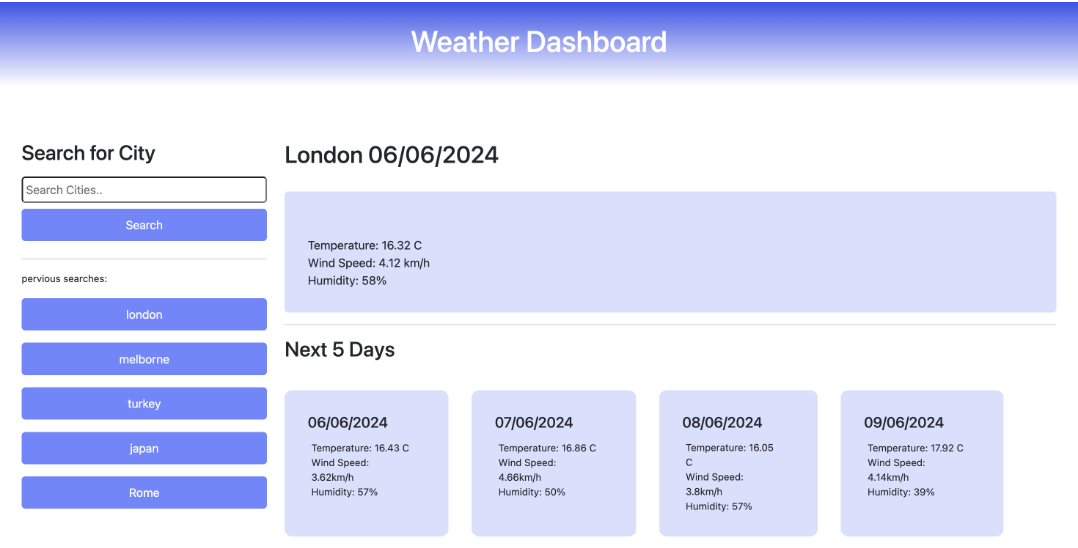 Weather Dashboard
Search for City
Search Cities..
Search
pervious searches:
london
melborne
turkey
japan
Rome
London 06/06/2024
Temperature: 16.32 C
Wind Speed: 4.12 km/h
Humidity: 58%
Next 5 Days
06/06/2024
Temperature: 16.43 C
Wind Speed:
3.62km/h
Humidity: 57%
07/06/2024
Temperature: 16.86 C
Wind Speed:
4.66km/h
Humidity: 50%
08/06/2024
Temperature: 16.05
C
Wind Speed:
3.8km/h
Humidity: 57%
09/06/2024
Temperature: 17.92 C
Wind Speed:
4.14km/h
Humidity: 39%